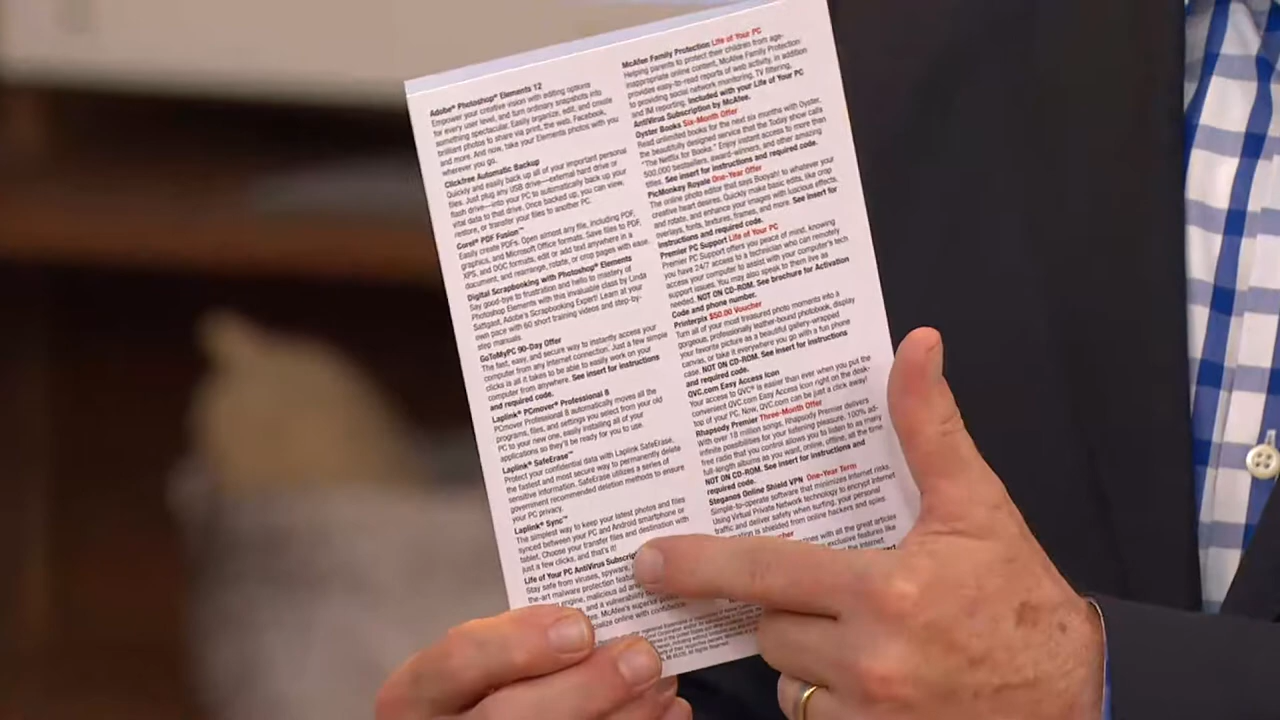 Adobe® Photoshop® Elements 12
Empower your creative vision with editing options
for every user level, and turn ordinary snapshots into
something spectacular. Easily organize, edit, and create
brilliant photos to share via print, the web, Facebook,
and more. And now, take your Elements photos with you
wherever you go.
Clickfree Automatic Backup
Quickly and easily back up all of your important personal
files. Just plug any USB drive—external hard drive or
flash drive—into your PC to automatically back up your
vital data to that drive. Once backed up, you can view,
restore, or transfer your files to another PC.
Corel® PDF Fusion™
Easily create PDFs. Open almost any file, including PDF,
graphics, and Microsoft Office formats. Save files to PDF,
XPS, and DOC formats, edit or add text anywhere in a
document, and rearrange, rotate, or crop pages with ease.
Digital Scrapbooking with Photoshop® Elements
Say good-bye to frustration and hello to mastery of
Photoshop Elements with this invaluable class by Linda
Sattgast, Adobe's Scrapbooking Expert! Learn at your
own pace with 60 short training videos and step-by-
step manuals.
GoToMyPC 90-Day Offer
The fast, easy, and secure way to instantly access your
computer from any Internet connection. Just a few simple
clicks is all it takes to be able to easily work on your
computer from anywhere. See insert for instructions
and required code.
Laplink® PCmover® Professional 8
PCmover Professional 8 automatically moves all the
programs, files, and settings you select from your old
PC to your new one, easily installing all of your
applications so they'll be ready for you to use.
Laplink® SafeErase™
Protect your confidential data with Laplink SafeErase,
the fastest and most secure way to permanently delete
sensitive information. SafeErase utilizes a series of
government recommended deletion methods to ensure
your PC privacy.
Laplink® Sync™
The simplest way to keep your latest photos and files
synced between your PC and Android smartphone or
tablet. Choose your transfer files and destination with
just a few clicks, and that's it!
Life of Your PC AntiVirus
Stay safe from viruses, spyware,
the-art malware protection
engine, malicious ad
and a vulnerability
McAfee's superior
online with confidence
McAfee Family Protection Life of Your PC
Helping parents to protect their children from age-
inappropriate online content, McAfee Family Protection
provides easy-to-read reports of web activity, in addition
to providing social network monitoring, TV filtering,
and IM reporting. Included with your Life of Your PC
AntiVirus Subscription by McAfee.
Oyster Books Six-Month Offer
Read unlimited books for the next six months with Oyster,
the beautifully designed service that the Today show calls
"The Netflix for Books." Enjoy instant access to more than
500,000 bestsellers, award-winners, and other amazing
titles. See insert for instructions and required code.
PicMonkey Royale One-Year Offer
The online photo editor that says Booyah! to whatever your
creative heart desires. Quickly make basic edits, like crop
and rotate, and enhance your images with luscious effects,
overlays, fonts, textures, frames, and more. See insert for
instructions and required code.
Premier PC Support Life of Your PC
Premier PC Support offers you peace of mind, knowing
you have 24/7 access to a technician who can remotely
access your computer to assist with your computer's tech
support issues. You may also speak to them live as
needed. NOT ON CD-ROM. See brochure for Activation
Code and phone number.
Printerpix $50.00 Voucher
Turn all of your most treasured photo moments into a
gorgeous, professionally leather-bound photobook, display
your favorite picture as a beautiful gallery-wrapped
canvas, or take it everywhere you go with a fun phone
case. NOT ON CD-ROM. See insert for instructions
and required code.
QVC.com Easy Access Icon
Your access to QVC® is easier than ever when you put the
convenient QVC.com Easy Access Icon right on the desk-
top of your PC. Now, QVC.com can be just a click away!
Rhapsody Premier Three-Month Offer
With over 18 million songs, Rhapsody Premier delivers
infinite possibilities for your listening pleasure. 100% ad-
free radio that you control allows you to listen to as many
full-length albums as you want, online, offline, all the time
NOT ON CD-ROM. See insert for instructions and
required code.
Steganos Online Shield VPN One-Year Term
Simple-to-operate software that minimizes Internet risks.
Using Virtual Private Network technology to encrypt Internet
traffic and deliver safety when surfing, your personal
information is shielded from online hackers and spies
with all the great articles
exclusive features like
the Internet.